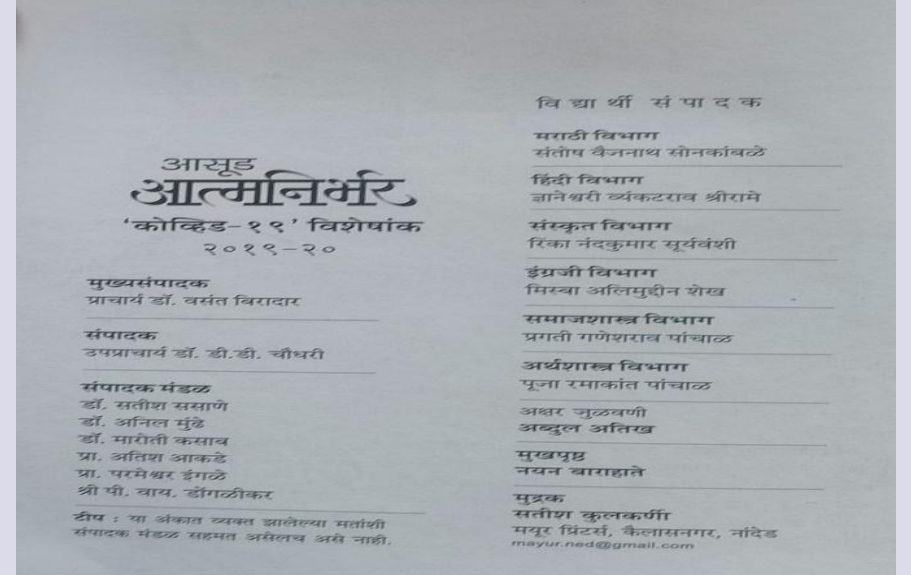 आसूड
आत्मनिर्भर
‘कोव्हिड-१९’ विशेषांक
२०१९-२०
मुख्यसंपादक
प्राचार्य डॉ. वसंत बिरादार
संपादक
उपप्राचार्य डॉ. डी.डी. चौधरी
संपादक मंडळ
डॉ. सतीश ससाणे
डॉ. अनिल मुंढे
डॉ. मारोती कसाब
प्रा. अतिश आकडे
प्रा. परमेश्वर इंगळे
श्री पी. वाय. डोंगळीकर
टीप : या अंकात व्यक्त झालेल्या मतांशी
संपादक मंडळ सहमत असेलच असे नाही.
विद्यार्थी संपादक
मराठी विभाग
संतोष वैजनाथ सोनकांबळे
हिंदी विभाग
ज्ञानेश्वरी व्यंकटराव श्रीरामे
संस्कृत विभाग
रिंका नंदकुमार सूर्यवंशी
इंग्रजी विभाग
मिस्बा अलिमुद्दीन शेख
समाजशास्त्र विभाग
प्रगती गणेशराव पांचाळ
अर्थशास्त्र विभाग
पूजा रमाकांत पांचाळ
अक्षर जुळवणी
अब्दुल अतिख
मुखपृष्ठ
नयन बाराहाते
मुद्रक
सतीश कुलकर्णी
मयूर प्रिंटर्स, कैलासनगर, नांदेड
mayur.ned@gmail.com